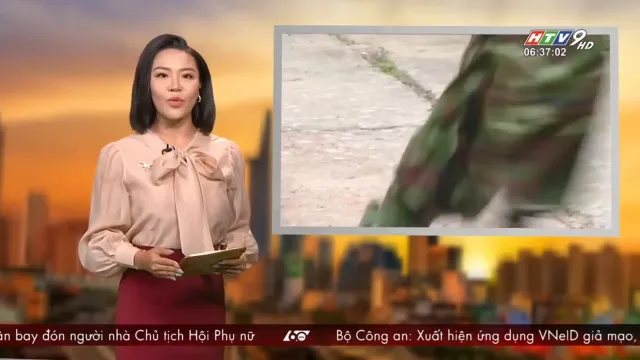 HTV9 HD
06:37:02
ân bay đón người nhà Chủ tịch Hội Phụ nữ 60 Bộ Công an: Xuất hiện ứng dụng VNeID giả mạo,